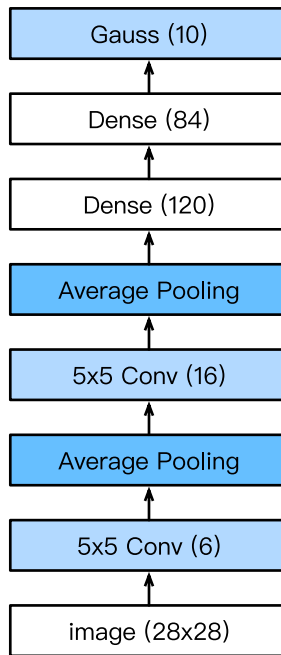 Gauss (10)
Dense (84)
Dense (120)
Average Pooling
5x5 Conv (16)
Average Pooling
5x5 Conv (6)
image (28x28)